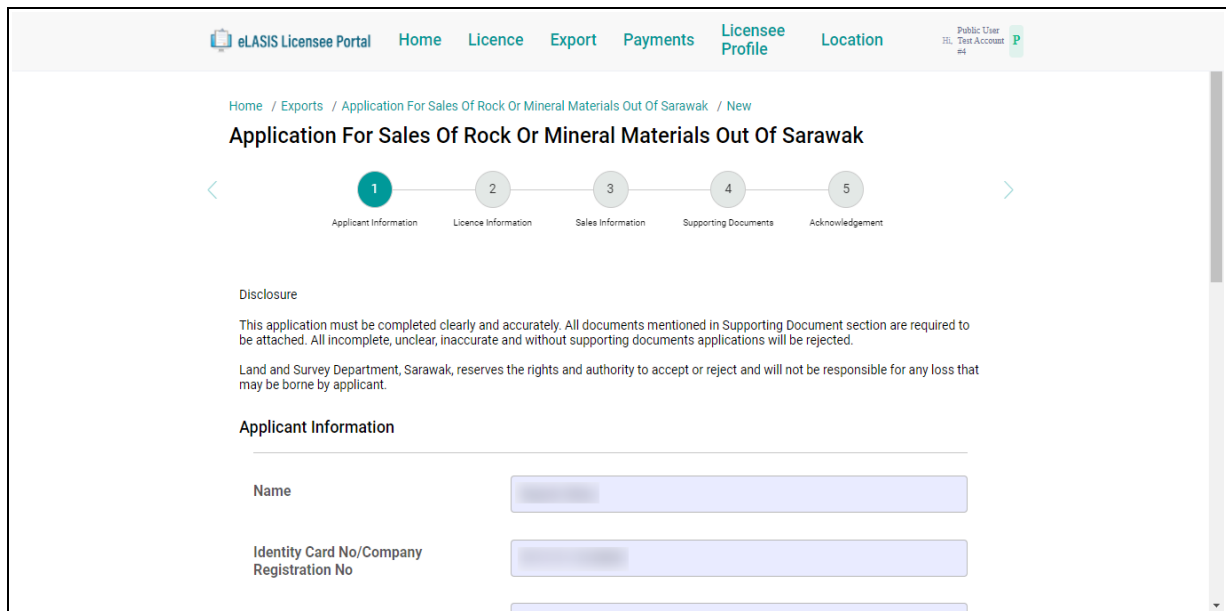 eLASIS Licensee Portal Home Licence Export Payments Licensee Profile Location Hi, Public User Test Account #4 P
Home / Exports / Application For Sales Of Rock Or Mineral Materials Out Of Sarawak / New
Application For Sales Of Rock Or Mineral Materials Out Of Sarawak
1 2 3 4 5
Applicant Information Licence Information Sales Information Supporting Documents Acknowledgement
Disclosure
This application must be completed clearly and accurately. All documents mentioned in Supporting Document section are required to
be attached. All incomplete, unclear, inaccurate and without supporting documents applications will be rejected.
Land and Survey Department, Sarawak, reserves the rights and authority to accept or reject and will not be responsible for any loss that
may be borne by applicant.
Applicant Information
Name
Identity Card No/Company
Registration No